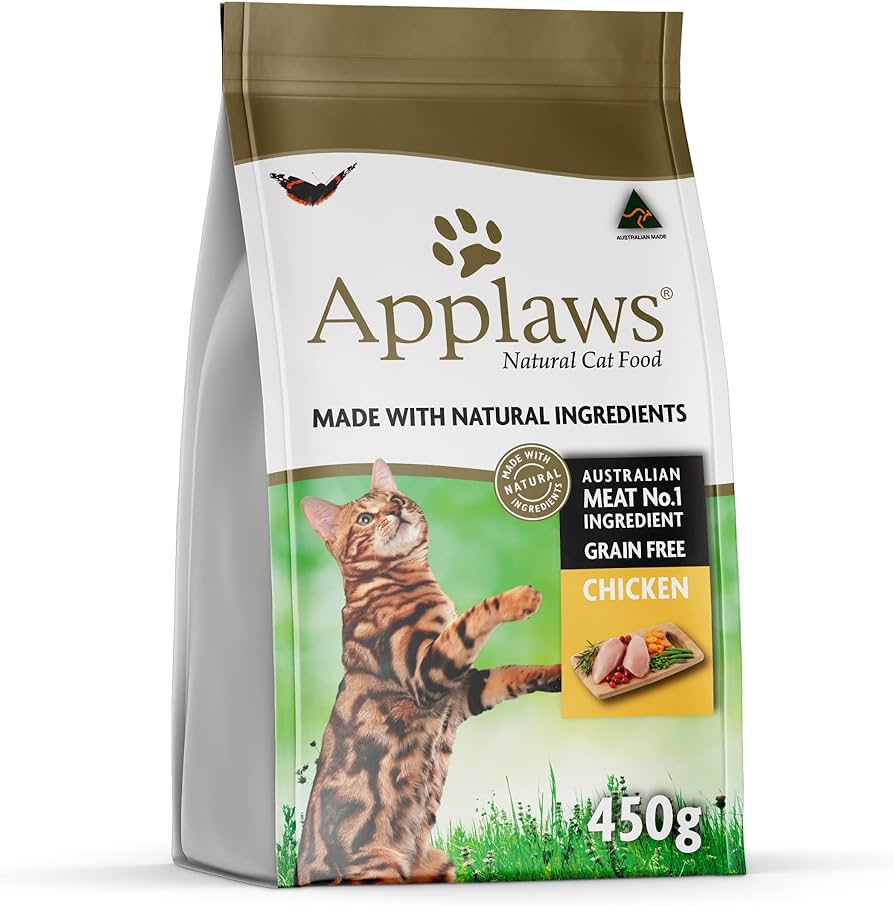 AUSTRALIAN MADE
Applaws®
Natural Cat Food
MADE WITH NATURAL INGREDIENTS
MADE WITH
NATURAL
INGREDIENTS
AUSTRALIAN
MEAT No.1
INGREDIENT
GRAIN FREE
CHICKEN
450g